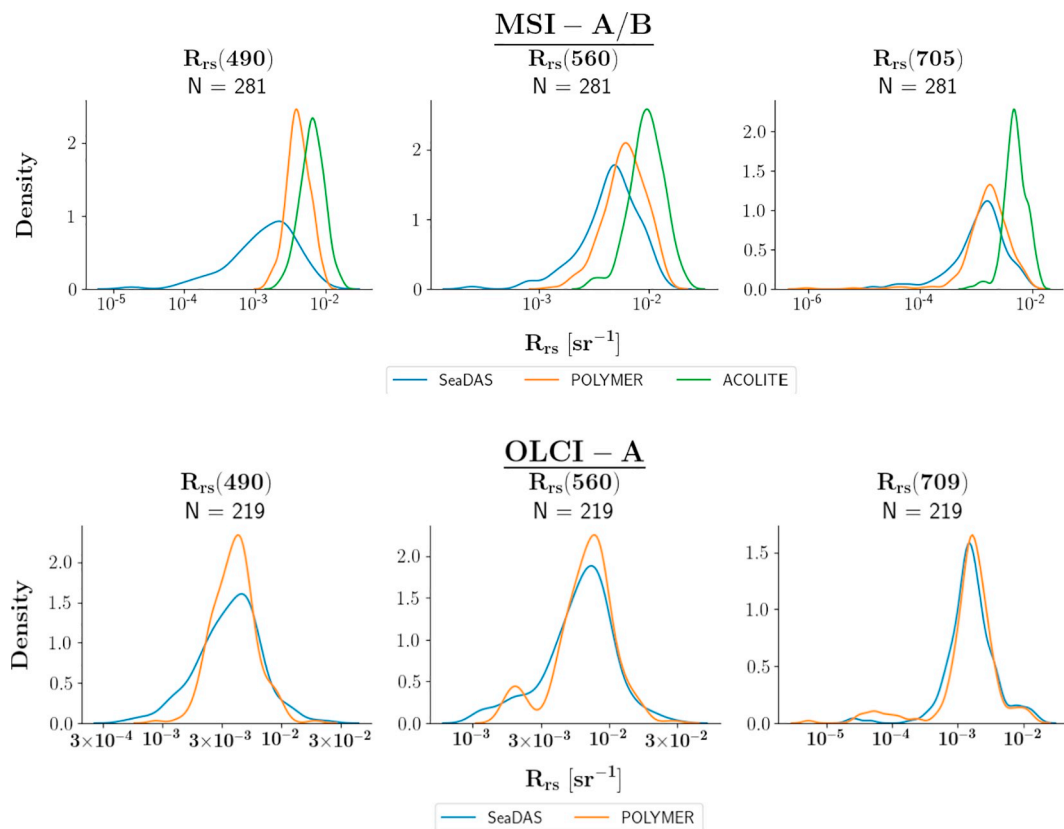 MSI – A/B
Rrs(490) Rrs(560) Rrs(705)
N = 281 N = 281 N = 281
Density
2
1
0
10⁻⁵ 10⁻⁴ 10⁻³ 10⁻²
2
1
0
10⁻³ 10⁻²
2.0
1.5
1.0
0.5
0.0
10⁻⁶ 10⁻⁴ 10⁻²
Rrs [sr⁻¹]
SeaDAS POLYMER ACOLITE
OLCI – A
Rrs(490) Rrs(560) Rrs(709)
N = 219 N = 219 N = 219
Density
2.0
1.5
1.0
0.5
0.0
3×10⁻⁴ 10⁻³ 3×10⁻³ 10⁻² 3×10⁻²
2.0
1.5
1.0
0.5
0.0
10⁻³ 3×10⁻³ 10⁻² 3×10⁻²
1.5
1.0
0.5
0.0
10⁻⁵ 10⁻⁴ 10⁻³ 10⁻²
Rrs [sr⁻¹]
SeaDAS POLYMER